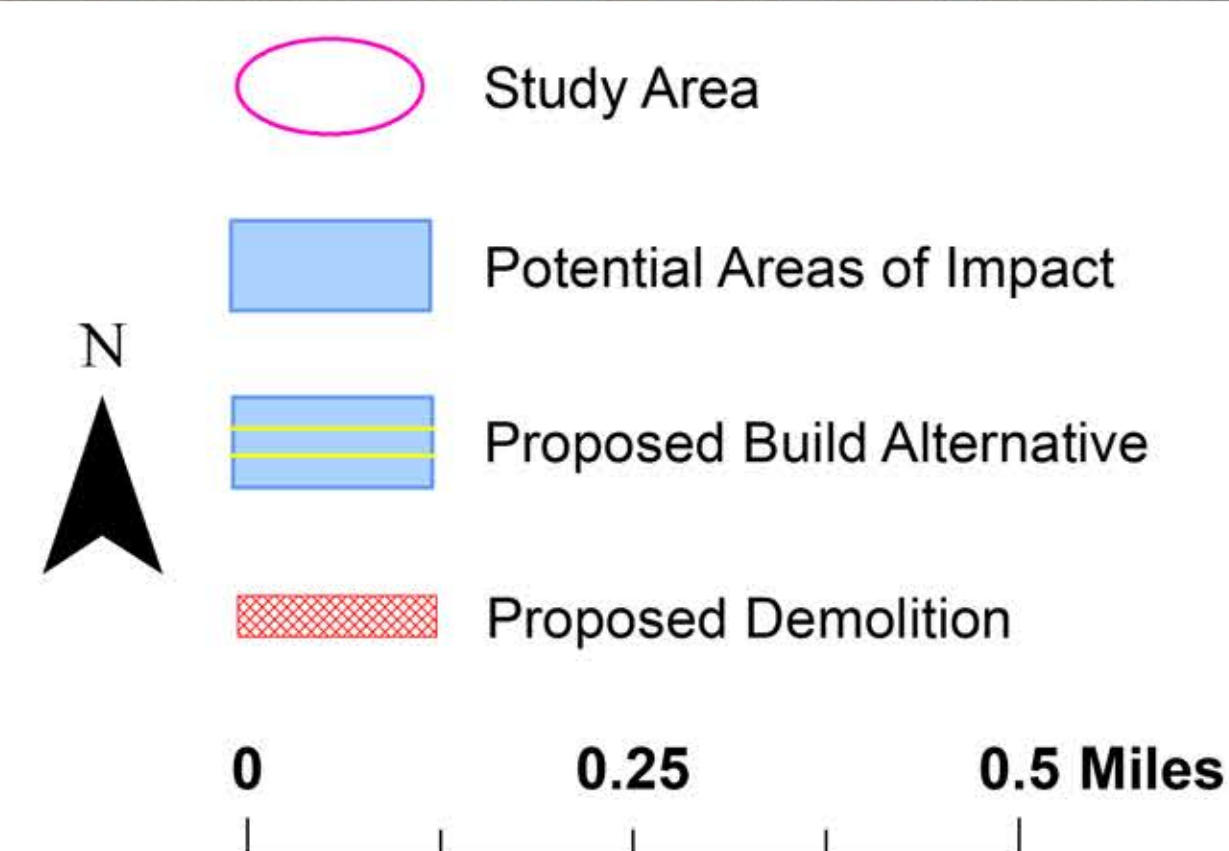 Study Area
Potential Areas of Impact
N
Proposed Build Alternative
Proposed Demolition
0 0.25 0.5 Miles